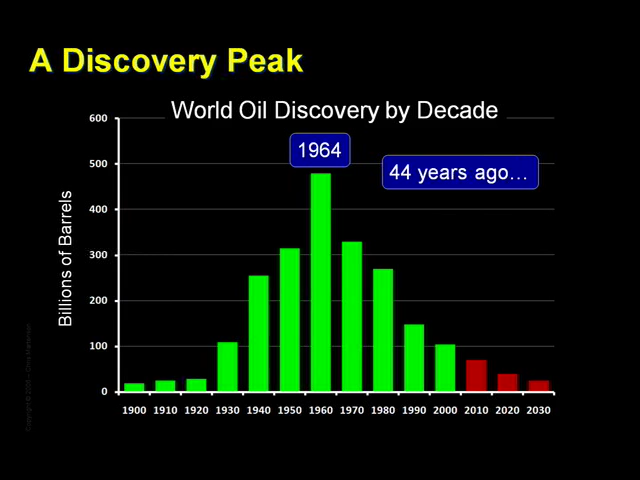 A Discovery Peak
World Oil Discovery by Decade
1964
44 years ago...
Billions of Barrels
600
500
400
300
200
100
0
1900 1910 1920 1930 1940 1950 1960 1970 1980 1990 2000 2010 2020 2030